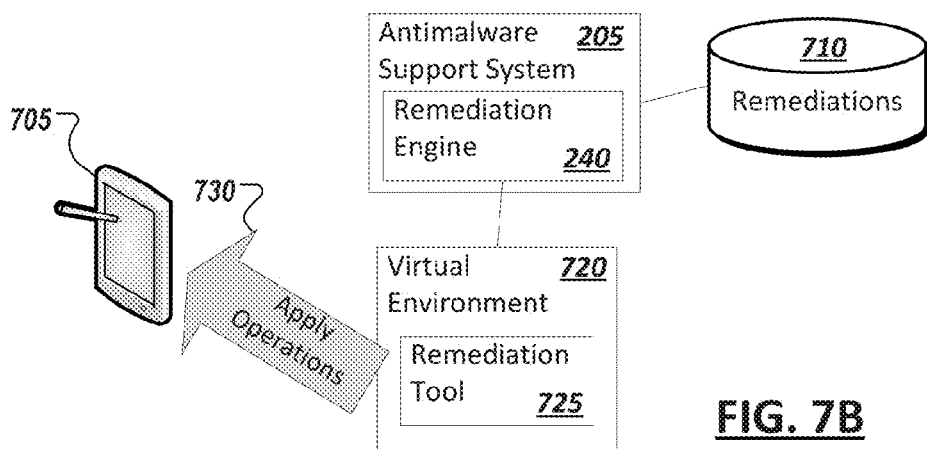 Antimalware 205
Support System
Remediation
Engine 240
710
Remediations
705
730
Virtual 720
Environment
Apply
Operations
Remediation
Tool 725
FIG. 7B